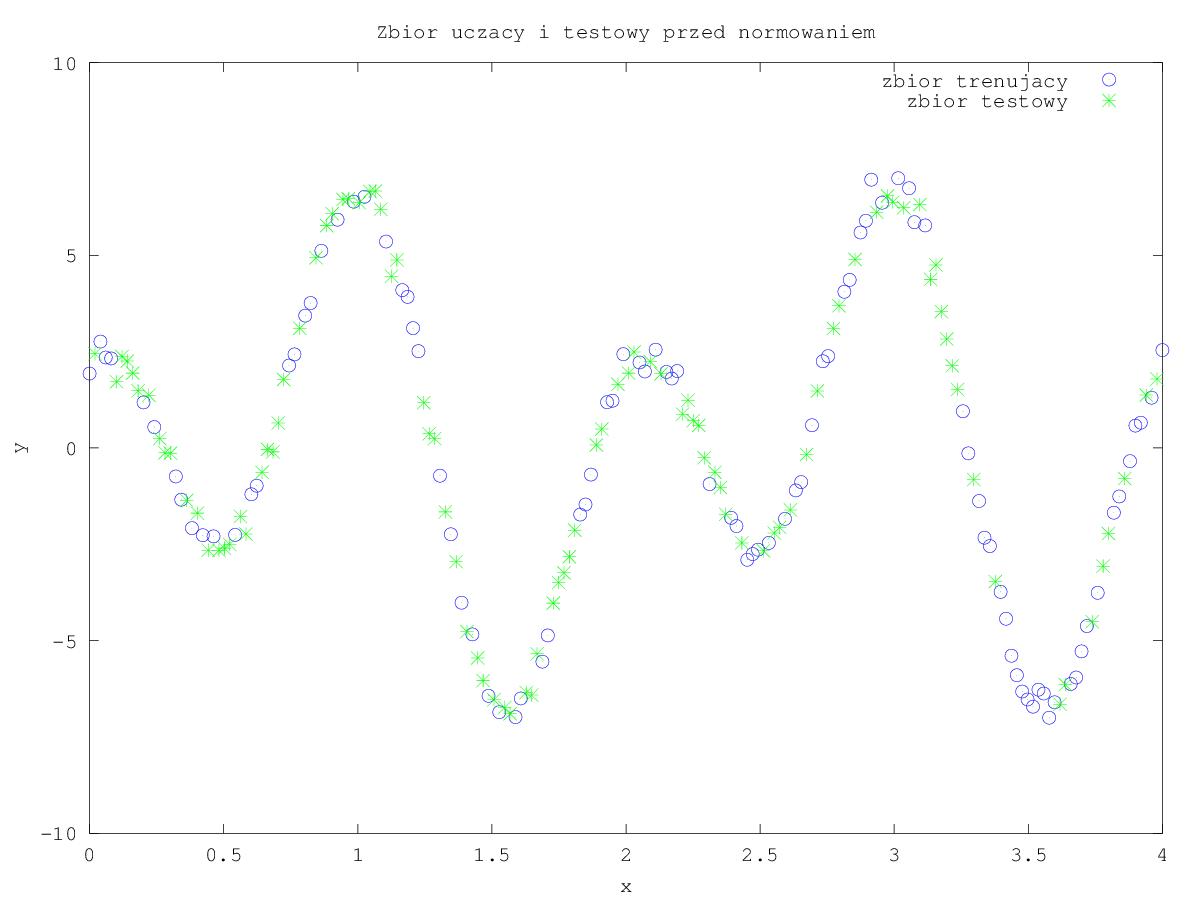 Zbior uczacy i testowy przed normowaniem
10
zbior trenujacy
zbior testowy
5
y
0
-5
-10
0 0.5 1 1.5 2 2.5 3 3.5 4
x